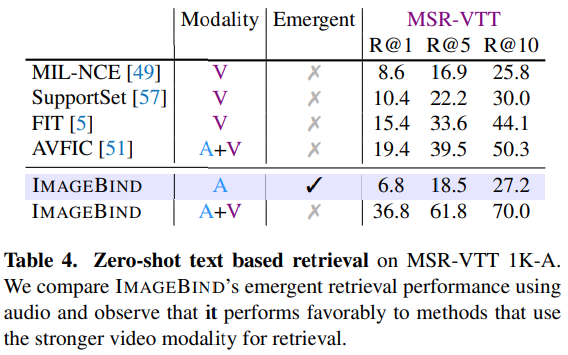 Modality Emergent MSR-VTT
R@1 R@5 R@10
MIL-NCE [49] V ✗ 8.6 16.9 25.8
SupportSet [57] V ✗ 10.4 22.2 30.0
FIT [5] V ✗ 15.4 33.6 44.1
AVFIC [51] A+V ✗ 19.4 39.5 50.3
IMAGEBIND A ✓ 6.8 18.5 27.2
IMAGEBIND A+V ✗ 36.8 61.8 70.0
Table 4. Zero-shot text based retrieval on MSR-VTT 1K-A.
We compare IMAGEBIND's emergent retrieval performance using
audio and observe that it performs favorably to methods that use
the stronger video modality for retrieval.